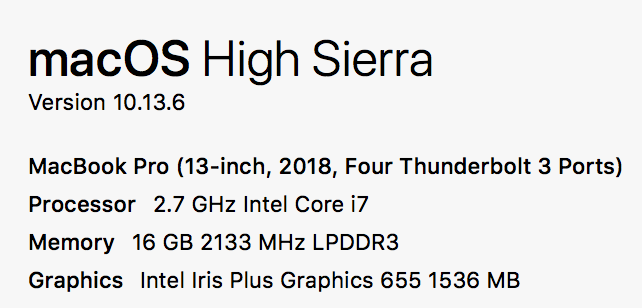 macOS High Sierra
Version 10.13.6
MacBook Pro (13-inch, 2018, Four Thunderbolt 3 Ports)
Processor 2.7 GHz Intel Core i7
Memory 16 GB 2133 MHz LPDDR3
Graphics Intel Iris Plus Graphics 655 1536 MB